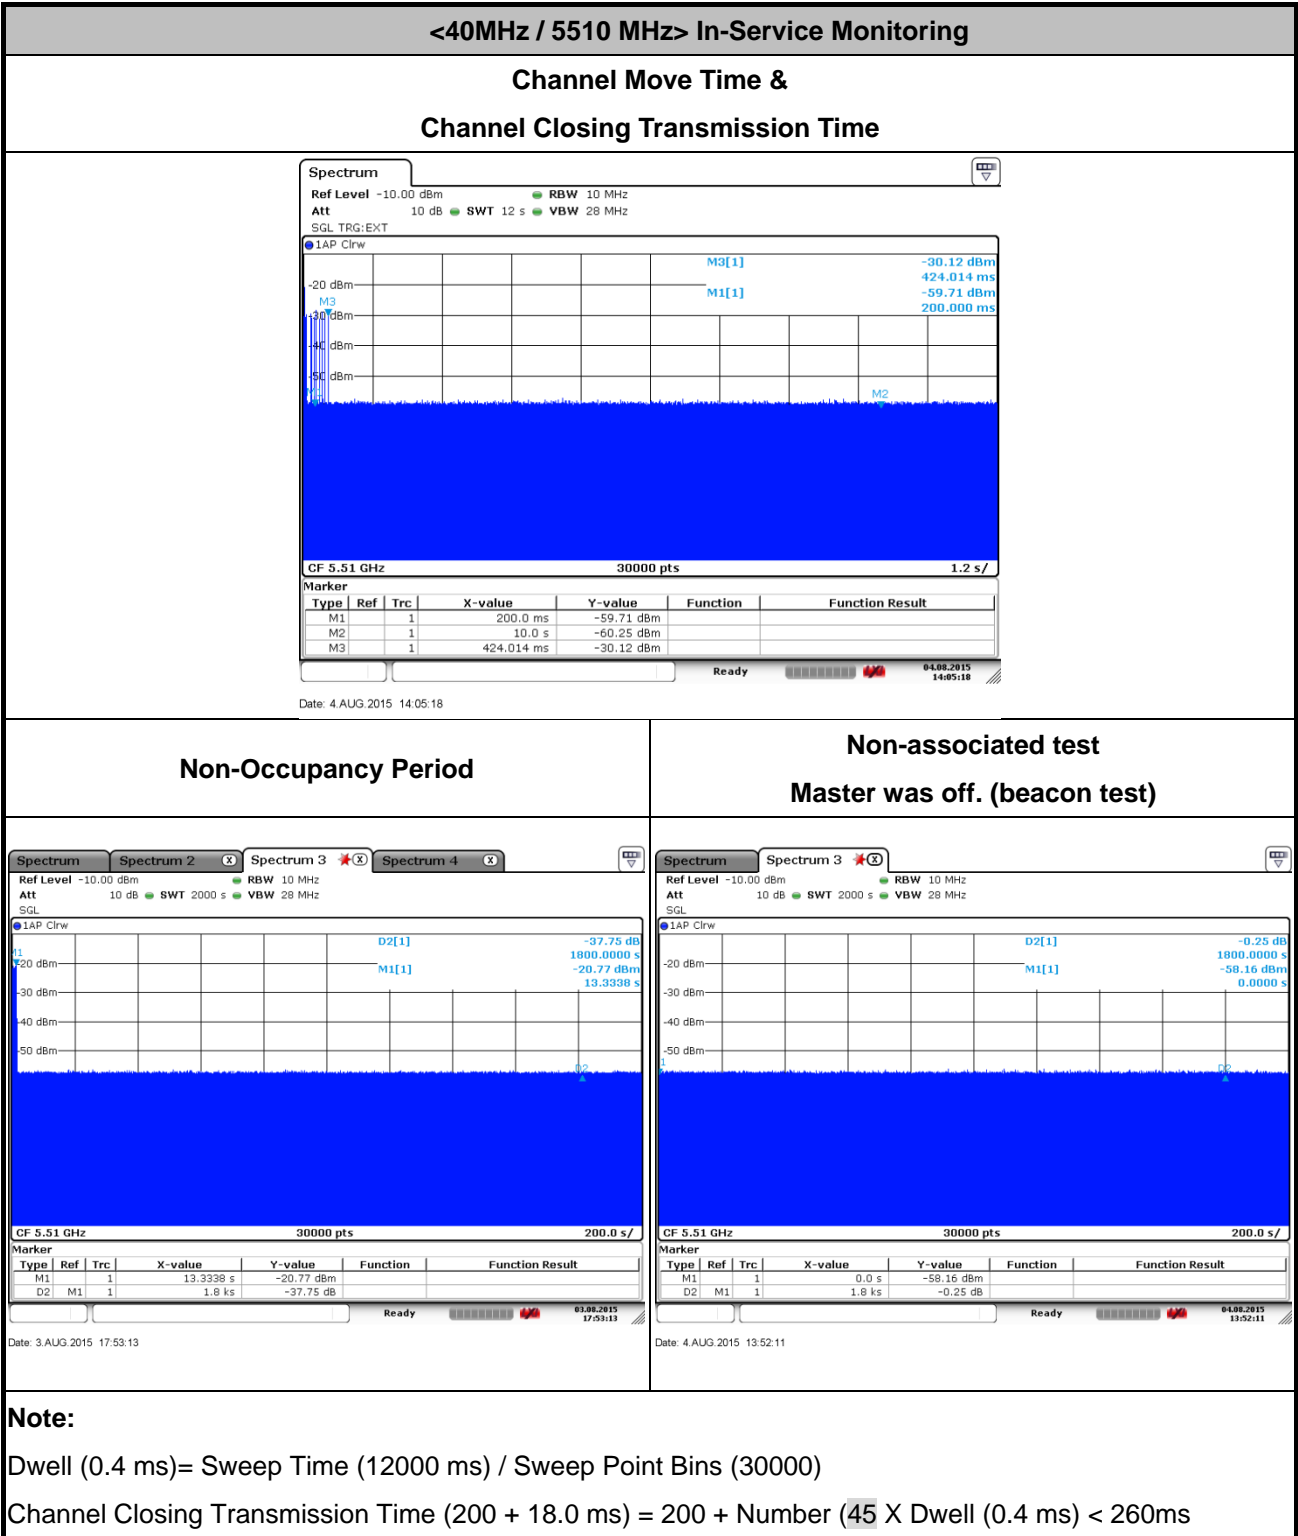 <40MHz / 5510 MHz> In-Service Monitoring
Channel Move Time &
Channel Closing Transmission Time
Spectrum
Ref Level -10.00 dBm RBW 10 MHz
Att 10 dB SWT 12 s VBW 28 MHz
SGL TRG:EXT
1AP Clrw
M3[1] -30.12 dBm
424.014 ms
-20 dBm
M1[1] -59.71 dBm
200.000 ms
M3
-30 dBm
-40 dBm
-50 dBm
M2
CF 5.51 GHz 30000 pts 1.2 s/
Marker
Type Ref Trc X-value Y-value Function Function Result
M1 1 200.0 ms -59.71 dBm
M2 1 10.0 s -60.25 dBm
M3 1 424.014 ms -30.12 dBm
Ready 04.08.2015
14:05:18
Date: 4.AUG.2015 14:05:18
Non-Occupancy Period
Non-associated test
Master was off. (beacon test)
Spectrum Spectrum 2 X Spectrum 3 X Spectrum 4 X
Ref Level -10.00 dBm RBW 10 MHz
Att 10 dB SWT 2000 s VBW 28 MHz
SGL
1AP Clrw
D2[1] -37.75 dB
1800.0000 s
-20 dBm
M1[1] -20.77 dBm
13.3338 s
-30 dBm
-40 dBm
-50 dBm
D2
CF 5.51 GHz 30000 pts 200.0 s/
Marker
Type Ref Trc X-value Y-value Function Function Result
M1 1 13.3338 s -20.77 dBm
D2 M1 1 1.8 ks -37.75 dB
Ready 03.08.2015
17:53:13
Date: 3.AUG.2015 17:53:13
Spectrum Spectrum 3 X
Ref Level -10.00 dBm RBW 10 MHz
Att 10 dB SWT 2000 s VBW 28 MHz
SGL
1AP Clrw
D2[1] -0.25 dB
1800.0000 s
-20 dBm
M1[1] -58.16 dBm
0.0000 s
-30 dBm
-40 dBm
-50 dBm
D2
CF 5.51 GHz 30000 pts 200.0 s/
Marker
Type Ref Trc X-value Y-value Function Function Result
M1 1 0.0 s -58.16 dBm
D2 M1 1 1.8 ks -0.25 dB
Ready 04.08.2015
13:52:11
Date: 4.AUG.2015 13:52:11
Note:
Dwell (0.4 ms)= Sweep Time (12000 ms) / Sweep Point Bins (30000)
Channel Closing Transmission Time (200 + 18.0 ms) = 200 + Number (45 X Dwell (0.4 ms) < 260ms